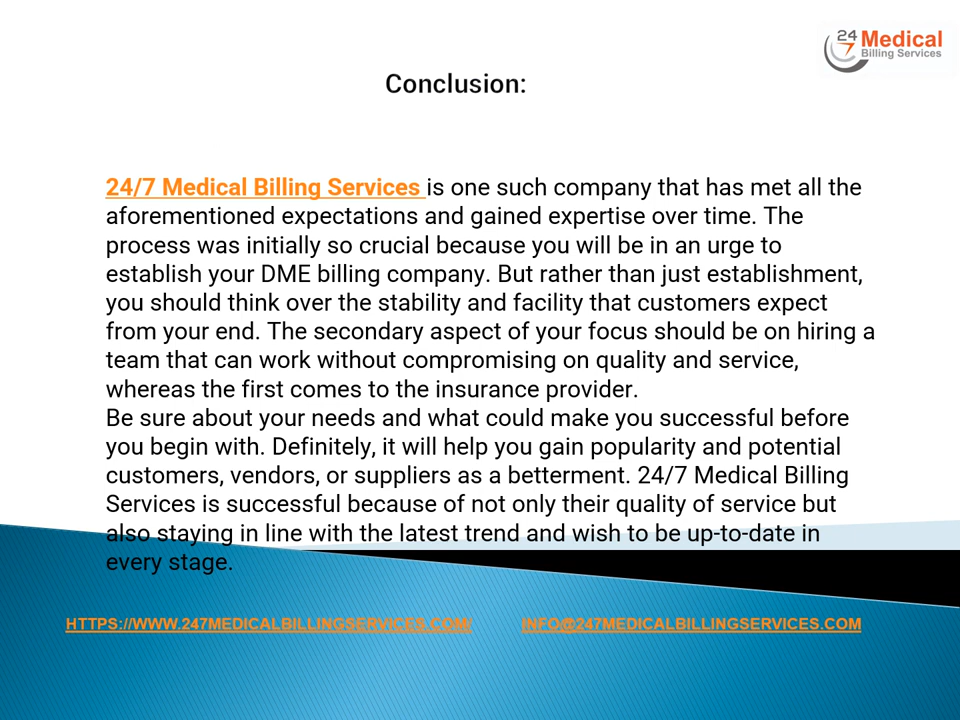 24
7
Medical
Billing Services
Conclusion:
24/7 Medical Billing Services is one such company that has met all the
aforementioned expectations and gained expertise over time. The
process was initially so crucial because you will be in an urge to
establish your DME billing company. But rather than just establishment,
you should think over the stability and facility that customers expect
from your end. The secondary aspect of your focus should be on hiring a
team that can work without compromising on quality and service,
whereas the first comes to the insurance provider.
Be sure about your needs and what could make you successful before
you begin with. Definitely, it will help you gain popularity and potential
customers, vendors, or suppliers as a betterment. 24/7 Medical Billing
Services is successful because of not only their quality of service but
also staying in line with the latest trend and wish to be up-to-date in
every stage.
HTTPS://WWW.247MEDICALBILLINGSERVICES.COM/
INFO@247MEDICALBILLINGSERVICES.COM